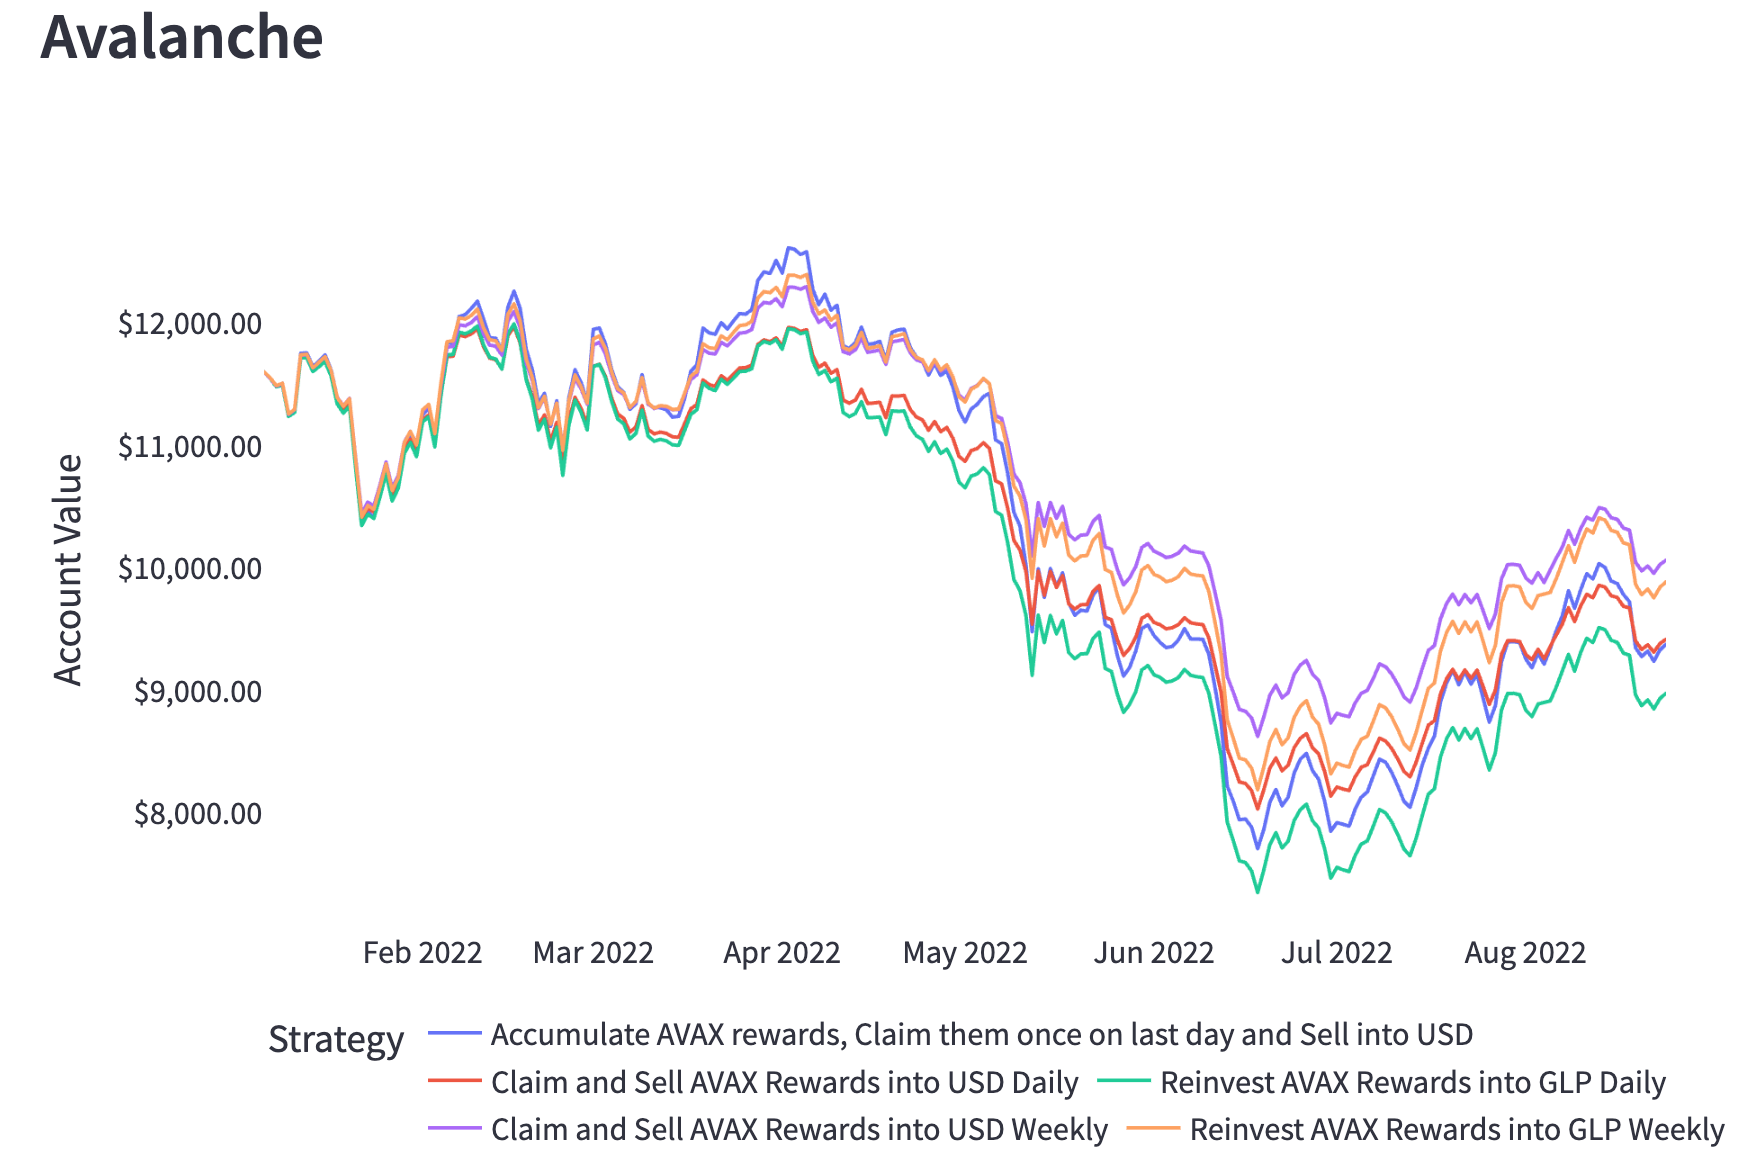 Avalanche
$12,000.00
$11,000.00
$10,000.00
$9,000.00
$8,000.00
Account Value
Feb 2022 Mar 2022 Apr 2022 May 2022 Jun 2022 Jul 2022 Aug 2022
Strategy
Accumulate AVAX rewards, Claim them once on last day and Sell into USD
Claim and Sell AVAX Rewards into USD Daily Reinvest AVAX Rewards into GLP Daily
Claim and Sell AVAX Rewards into USD Weekly Reinvest AVAX Rewards into GLP Weekly